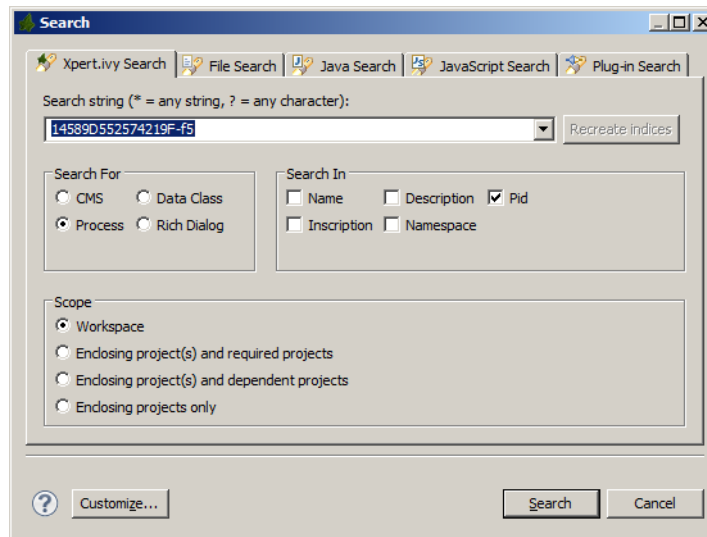 Search
Xpert.ivy Search File Search Java Search JavaScript Search Plug-in Search
Search string (* = any string, ? = any character):
14589D552574219F-f5 Recreate indices
Search For Search In
CMS Data Class Name Description Pid
Process Rich Dialog Inscription Namespace
Scope
Workspace
Enclosing project(s) and required projects
Enclosing project(s) and dependent projects
Enclosing projects only
? Customize... Search Cancel